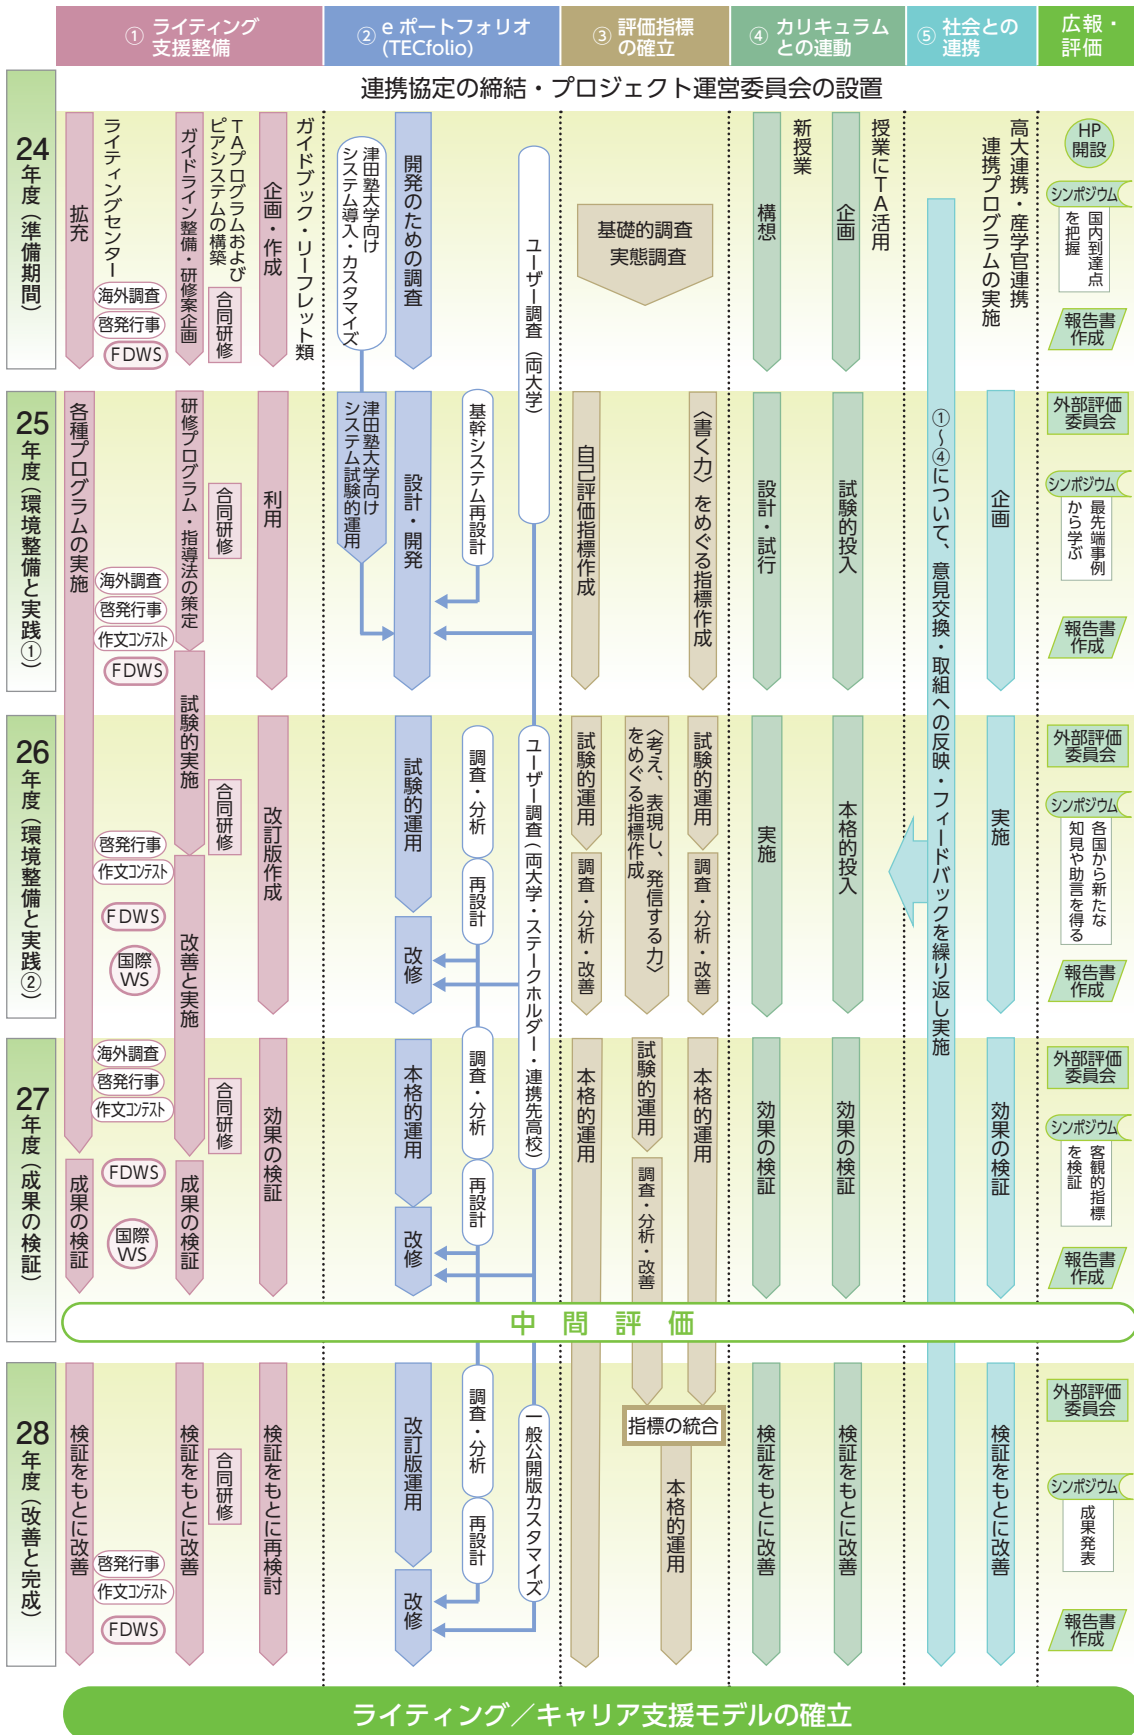 ① ライティング
支援整備
② e ポートフォリオ
(TECfolio)
③ 評価指標
の確立
④ カリキュラム
との連動
⑤ 社会との
連携
広報・
評価
連携協定の締結・プロジェクト運営委員会の設置
24年度（準備期間）
ライティングセンター
拡充
海外調査
啓発行事
FDWS
TAプログラムおよび
ピアシステムの構築
ガイドライン整備・研修案企画
合同研修
ガイドブック・リーフレット類
企画・作成
津田塾大学向け
システム導入・カスタマイズ
開発のための調査
ユーザー調査（両大学）
基礎的調査
実態調査
新授業
構想
授業にTA活用
企画
高大連携・産学官連携
連携プログラムの実施
HP
開設
シンポジウム
国内到達点
を把握
報告書
作成
25年度（環境整備と実践①）
各種プログラムの実施
海外調査
啓発行事
作文コンテスト
FDWS
研修プログラム・指導法の策定
合同研修
利用
津田塾大学向け
システム試験的運用
設計・開発
基幹システム再設計
自己評価指標作成
〈書く力〉をめぐる指標作成
設計・試行
試験的投入
①～④について、意見交換・取組への反映・フィードバックを繰り返し実施
企画
外部評価
委員会
シンポジウム
最先端事例
から学ぶ
報告書
作成
26年度（環境整備と実践②）
啓発行事
作文コンテスト
FDWS
国際
WS
試験的実施
改善と実施
合同研修
改訂版作成
試験的運用
改修
調査・分析
再設計
ユーザー調査（両大学・ステークホルダー・連携先高校）
試験的運用
調査・分析・改善
〈考え、表現し、発信する力〉
をめぐる指標作成
試験的運用
調査・分析・改善
実施
本格的投入
実施
外部評価
委員会
シンポジウム
各国から新たな
知見や助言を得る
報告書
作成
27年度（成果の検証）
海外調査
啓発行事
作文コンテスト
FDWS
国際
WS
成果の検証
合同研修
成果の検証
効果の検証
本格的運用
改修
調査・分析
再設計
本格的運用
試験的運用
調査・分析・改善
本格的運用
効果の検証
効果の検証
効果の検証
外部評価
委員会
シンポジウム
客観的指標
を検証
報告書
作成
中間評価
28年度（改善と完成）
検証をもとに改善
啓発行事
作文コンテスト
FDWS
検証をもとに改善
合同研修
検証をもとに再検討
改訂版運用
改修
調査・分析
再設計
一般公開版カスタマイズ
指標の統合
本格的運用
検証をもとに改善
検証をもとに改善
検証をもとに改善
外部評価
委員会
シンポジウム
成果発表
報告書
作成
ライティング／キャリア支援モデルの確立